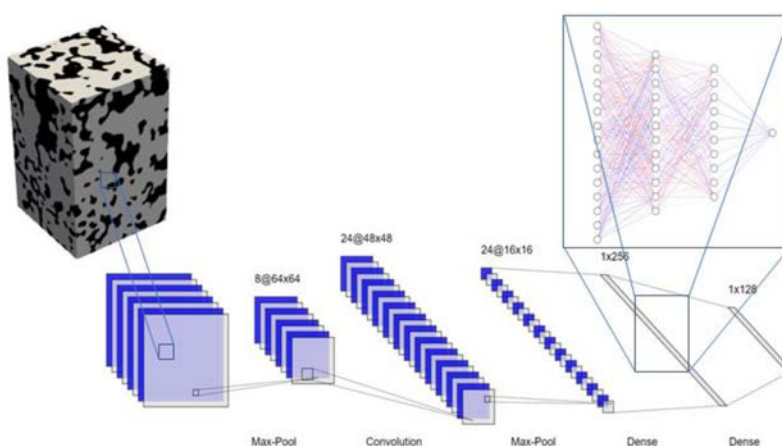 24@48x48
24@16x16
8@64x64
1x256
1x128
Max-Pool
Convolution
Max-Pool
Dense
Dense